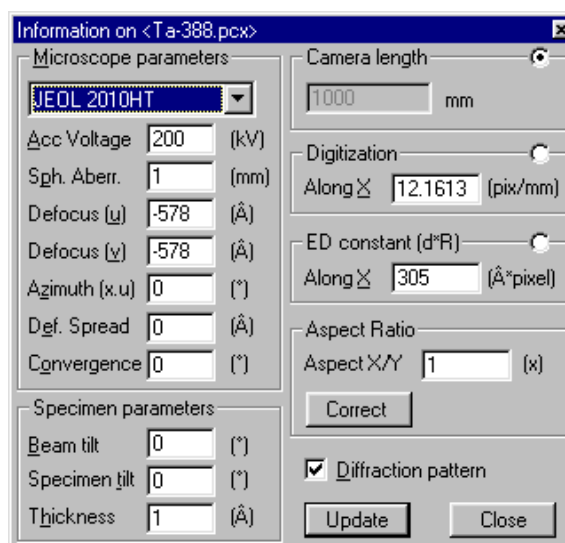 Information on <Ta-388.pcx>
Microscope parameters
JEOL 2010HT
Acc Voltage 200 (kV)
Sph. Aberr. 1 (mm)
Defocus (u) -578 (Â)
Defocus (v) -578 (Â)
Azimuth (x.u) 0 (°)
Def. Spread 0 (Â)
Convergence 0 (°)
Specimen parameters
Beam tilt 0 (°)
Specimen tilt 0 (°)
Thickness 1 (Â)
Camera length
1000 mm
Digitization
Along X 12.1613 (pix/mm)
ED constant (d*R)
Along X 305 (Â*pixel)
Aspect Ratio
Aspect X/Y 1 (x)
Correct
Diffraction pattern
Update Close